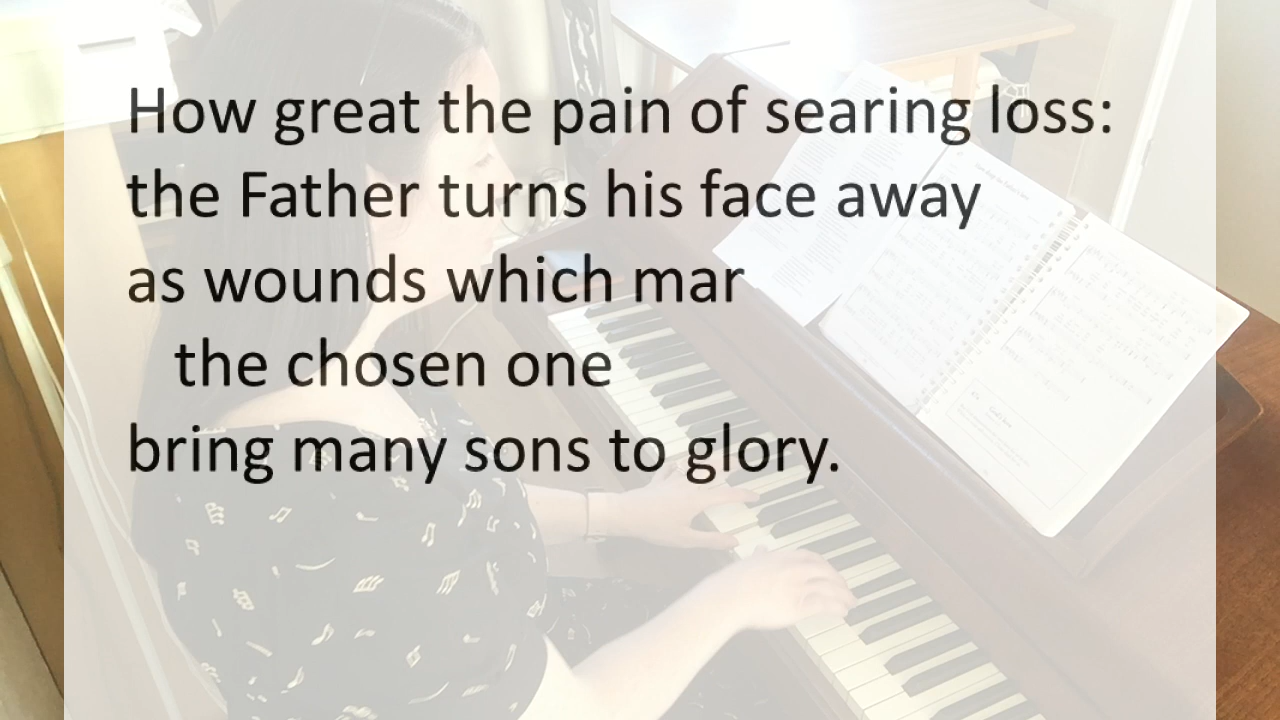 How great the pain of searing loss:
the Father turns his face away
as wounds which mar
the chosen one
bring many sons to glory.